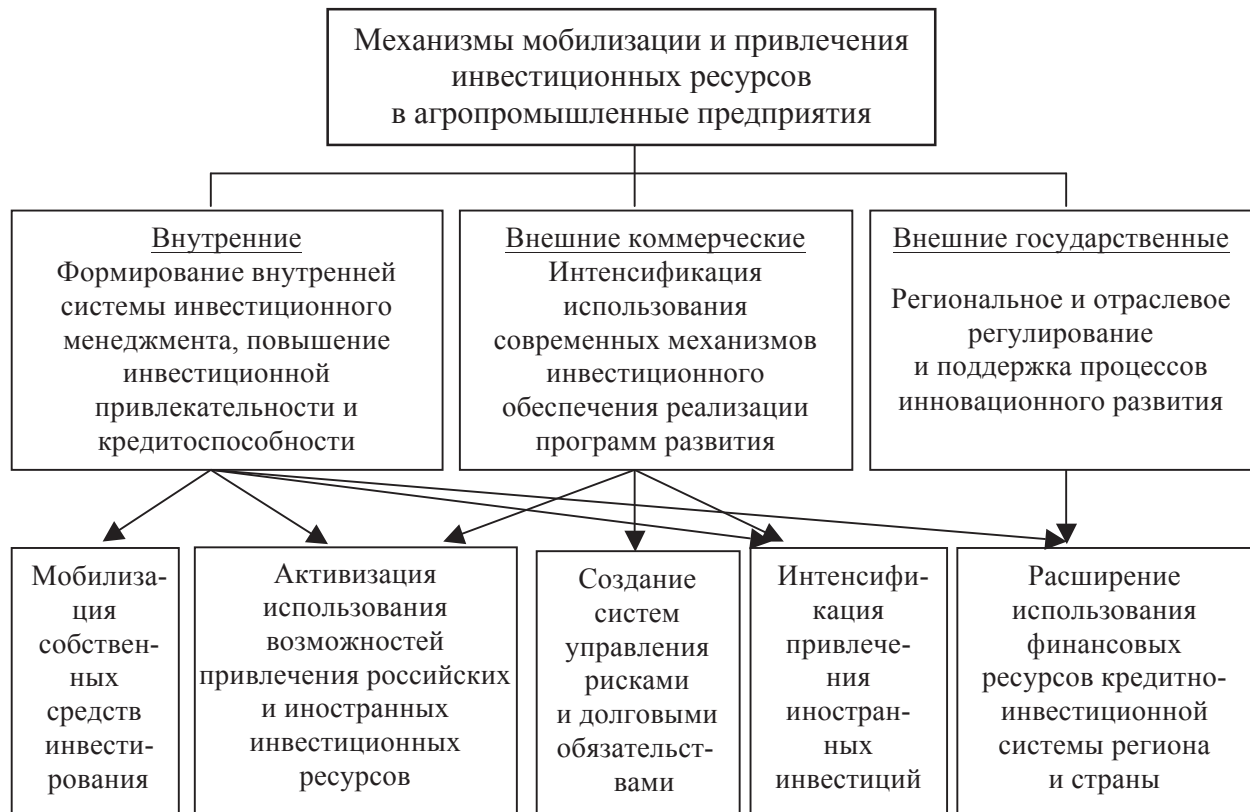 Механизмы мобилизации и привлечения
инвестиционных ресурсов
в агропромышленные предприятия
Внутренние
Формирование внутренней
системы инвестиционного
менеджмента, повышение
инвестиционной
привлекательности и
кредитоспособности
Внешние коммерческие
Интенсификация
использования
современных механизмов
инвестиционного
обеспечения реализации
программ развития
Внешние государственные
Региональное и отраслевое
регулирование
и поддержка процессов
инновационного развития
Мобилиза-
ция
собствен-
ных
средств
инвести-
рования
Активизация
использования
возможностей
привлечения российских
и иностранных
инвестиционных
ресурсов
Создание
систем
управления
рисками
и долговыми
обязательст-
вами
Интенсифи-
кация
привлече-
ния
иностран-
ных
инвестиций
Расширение
использования
финансовых
ресурсов кредитно-
инвестиционной
системы региона
и страны